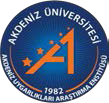 AKDENİZ ÜNİVERSİTESİ
1982
AKDENİZ UYGARLIKLARI ARAŞTIRMA ENSTİTÜSÜ